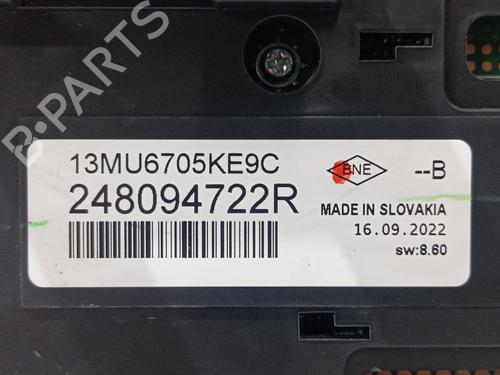 B-PARTS
13MU6705KE9C
BNE
--B
248094722R
MADE IN SLOVAKIA
16.09.2022
sw:8.60